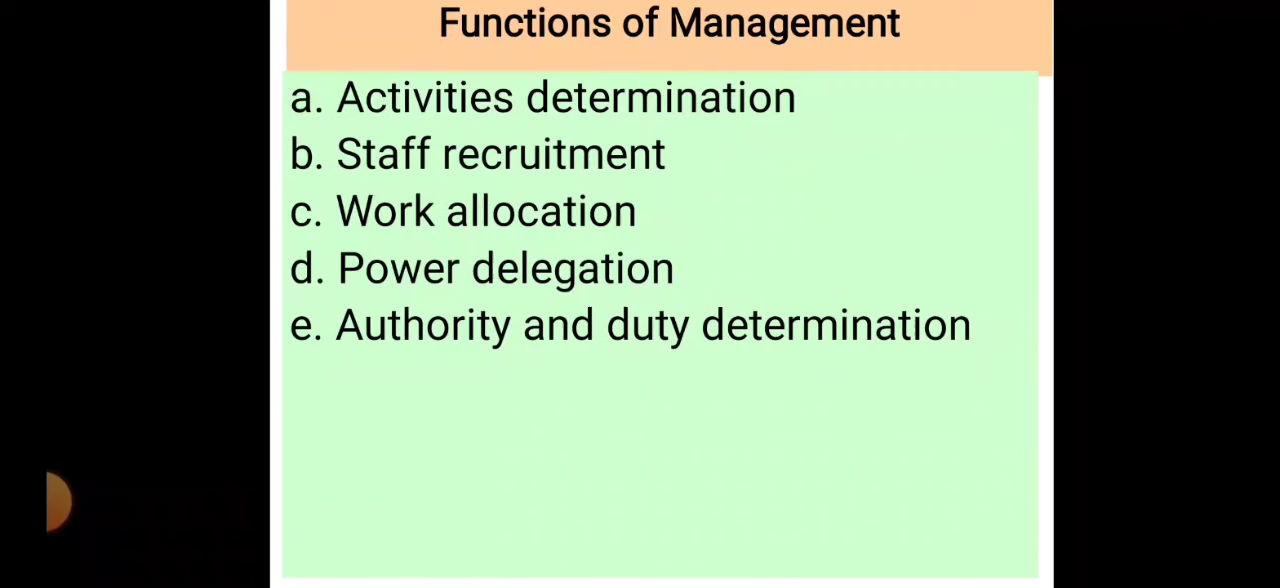 Functions of Management
a. Activities determination
b. Staff recruitment
c. Work allocation
d. Power delegation
e. Authority and duty determination